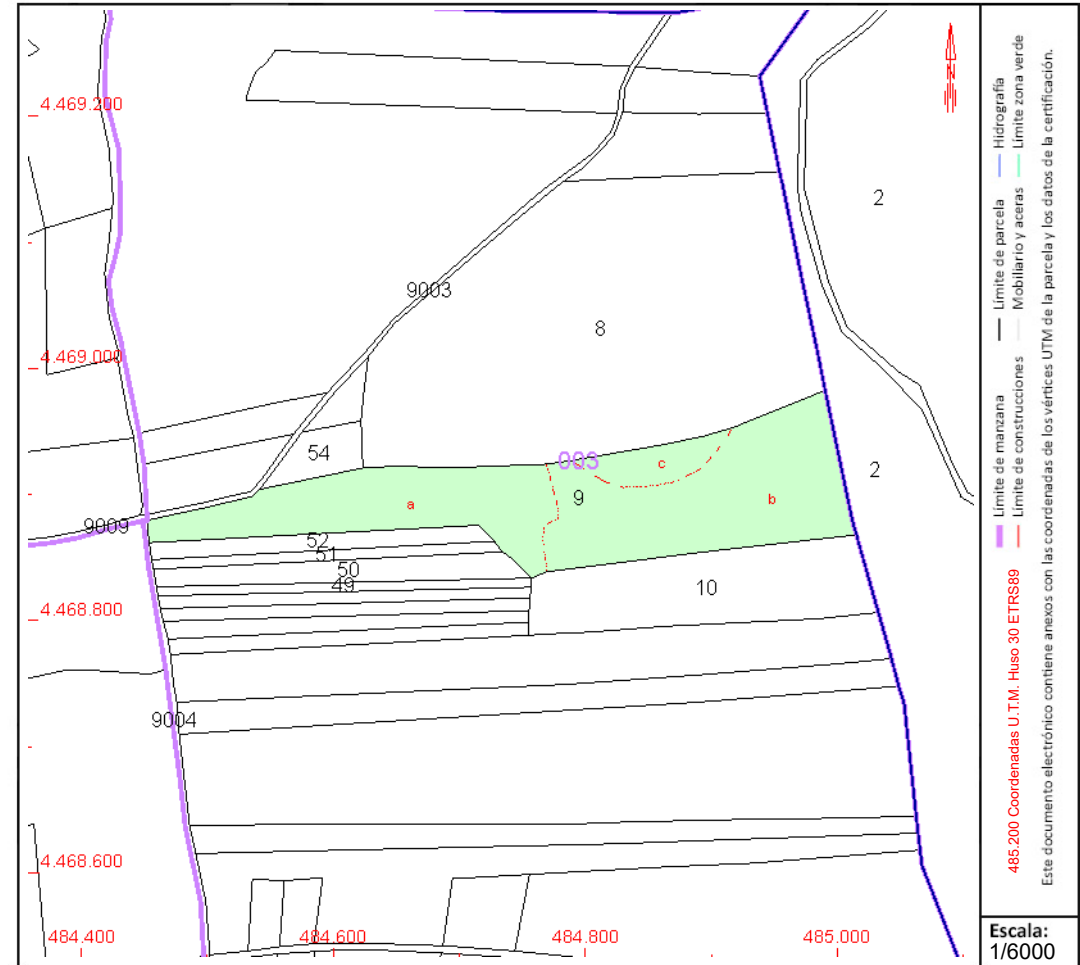 4.469.200
2
9003
8
4.469.000
54
003
c
2
a
9
b
9009
52
51
50
49
10
4.468.800
9004
4.468.600
484.400
484.600
484.800
485.000
N
Límite de manzana
Límite de parcela
Hidrografía
Límite de construcciones
Mobiliario y aceras
Límite zona verde
485.200 Coordenadas U.T.M. Huso 30 ETRS89
Este documento electrónico contiene anexos con las coordenadas de los vértices UTM de la parcela y los datos de la certificación.
Escala:
1/6000